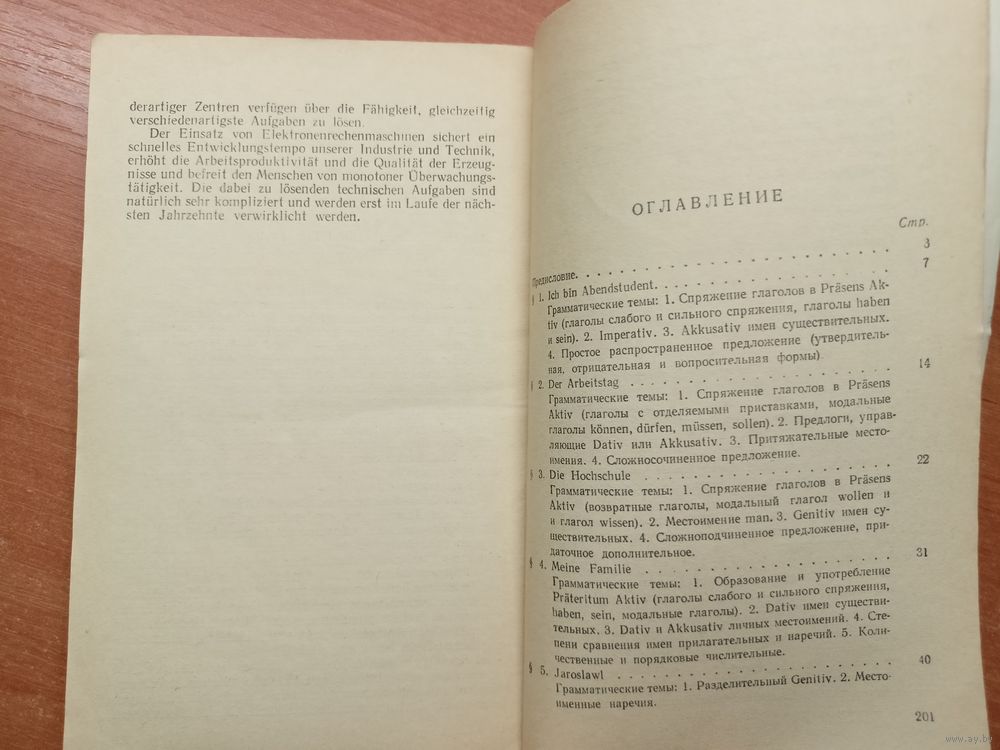 derartiger Zentren verfügen über die Fähigkeit, gleichzeitig
verschiedenartigste Aufgaben zu lösen.
Der Einsatz von Elektronenrechenmaschinen sichert ein
schnelles Entwicklungstempo unserer Industrie und Technik,
erhöht die Arbeitsproduktivität und die Qualität der Erzeug-
nisse und befreit den Menschen von monotoner Überwachungs-
tätigkeit. Die dabei zu lösenden technischen Aufgaben sind
natürlich sehr kompliziert und werden erst im Laufe der näch-
sten Jahrzehnte verwirklicht werden.
ОГЛАВЛЕНИЕ
Стр.
Предисловие. . . . . . . . . . . . . . . . . . . . 3
§ 1. Ich bin Abendstudent. . . . . . . . . . . . . . . . 7
Грамматические темы: 1. Спряжение глаголов в Präsens Ak-
tiv (глаголы слабого и сильного спряжения, глаголы haben
и sein). 2. Imperativ. 3. Akkusativ имен существительных.
4. Простое распространенное предложение (утвердитель-
ная, отрицательная и вопросительная формы).
§ 2. Der Arbeitstag . . . . . . . . . . . . . . . . . . 14
Грамматические темы: 1. Спряжение глаголов в Präsens
Aktiv (глаголы с отделяемыми приставками, модальные
глаголы können, dürfen, müssen, sollen). 2. Предлоги, управ-
ляющие Dativ или Akkusativ. 3. Притяжательные место-
имения. 4. Сложносочиненное предложение.
§ 3. Die Hochschule . . . . . . . . . . . . . . . . . . 22
Грамматические темы: 1. Спряжение глаголов в Präsens
Aktiv (возвратные глаголы, модальный глагол wollen и
и глагол wissen). 2. Местоимение man. 3. Genitiv имен су-
ществительных. 4. Сложноподчиненное предложение, при-
даточное дополнительное.
§ 4. Meine Familie . . . . . . . . . . . . . . . . . . 31
Грамматические темы: 1. Образование и употребление
Präteritum Aktiv (глаголы слабого и сильного спряжения,
haben, sein, модальные глаголы). 2. Dativ имен существи-
тельных. 3. Dativ и Akkusativ личных местоимений. 4. Сте-
пени сравнения имен прилагательных и наречий. 5. Коли-
чественные и порядковые числительные.
§ 5. Jaroslawl . . . . . . . . . . . . . . . . . . . . 40
Грамматические темы: 1. Разделительный Genitiv. 2. Место-
именные наречия.
201
www.ay.by